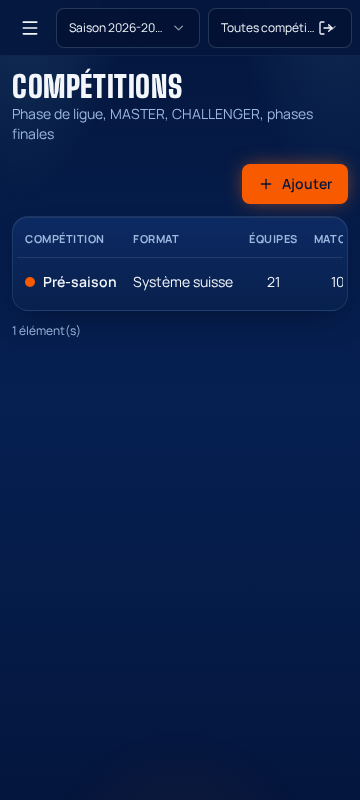 Saison 2026-20...
Toutes compéti...
COMPÉTITIONS
Phase de ligue, MASTER, CHALLENGER, phases
finales
Ajouter
COMPÉTITION FORMAT ÉQUIPES MATC
Pré-saison Système suisse 21 10
1 élément(s)